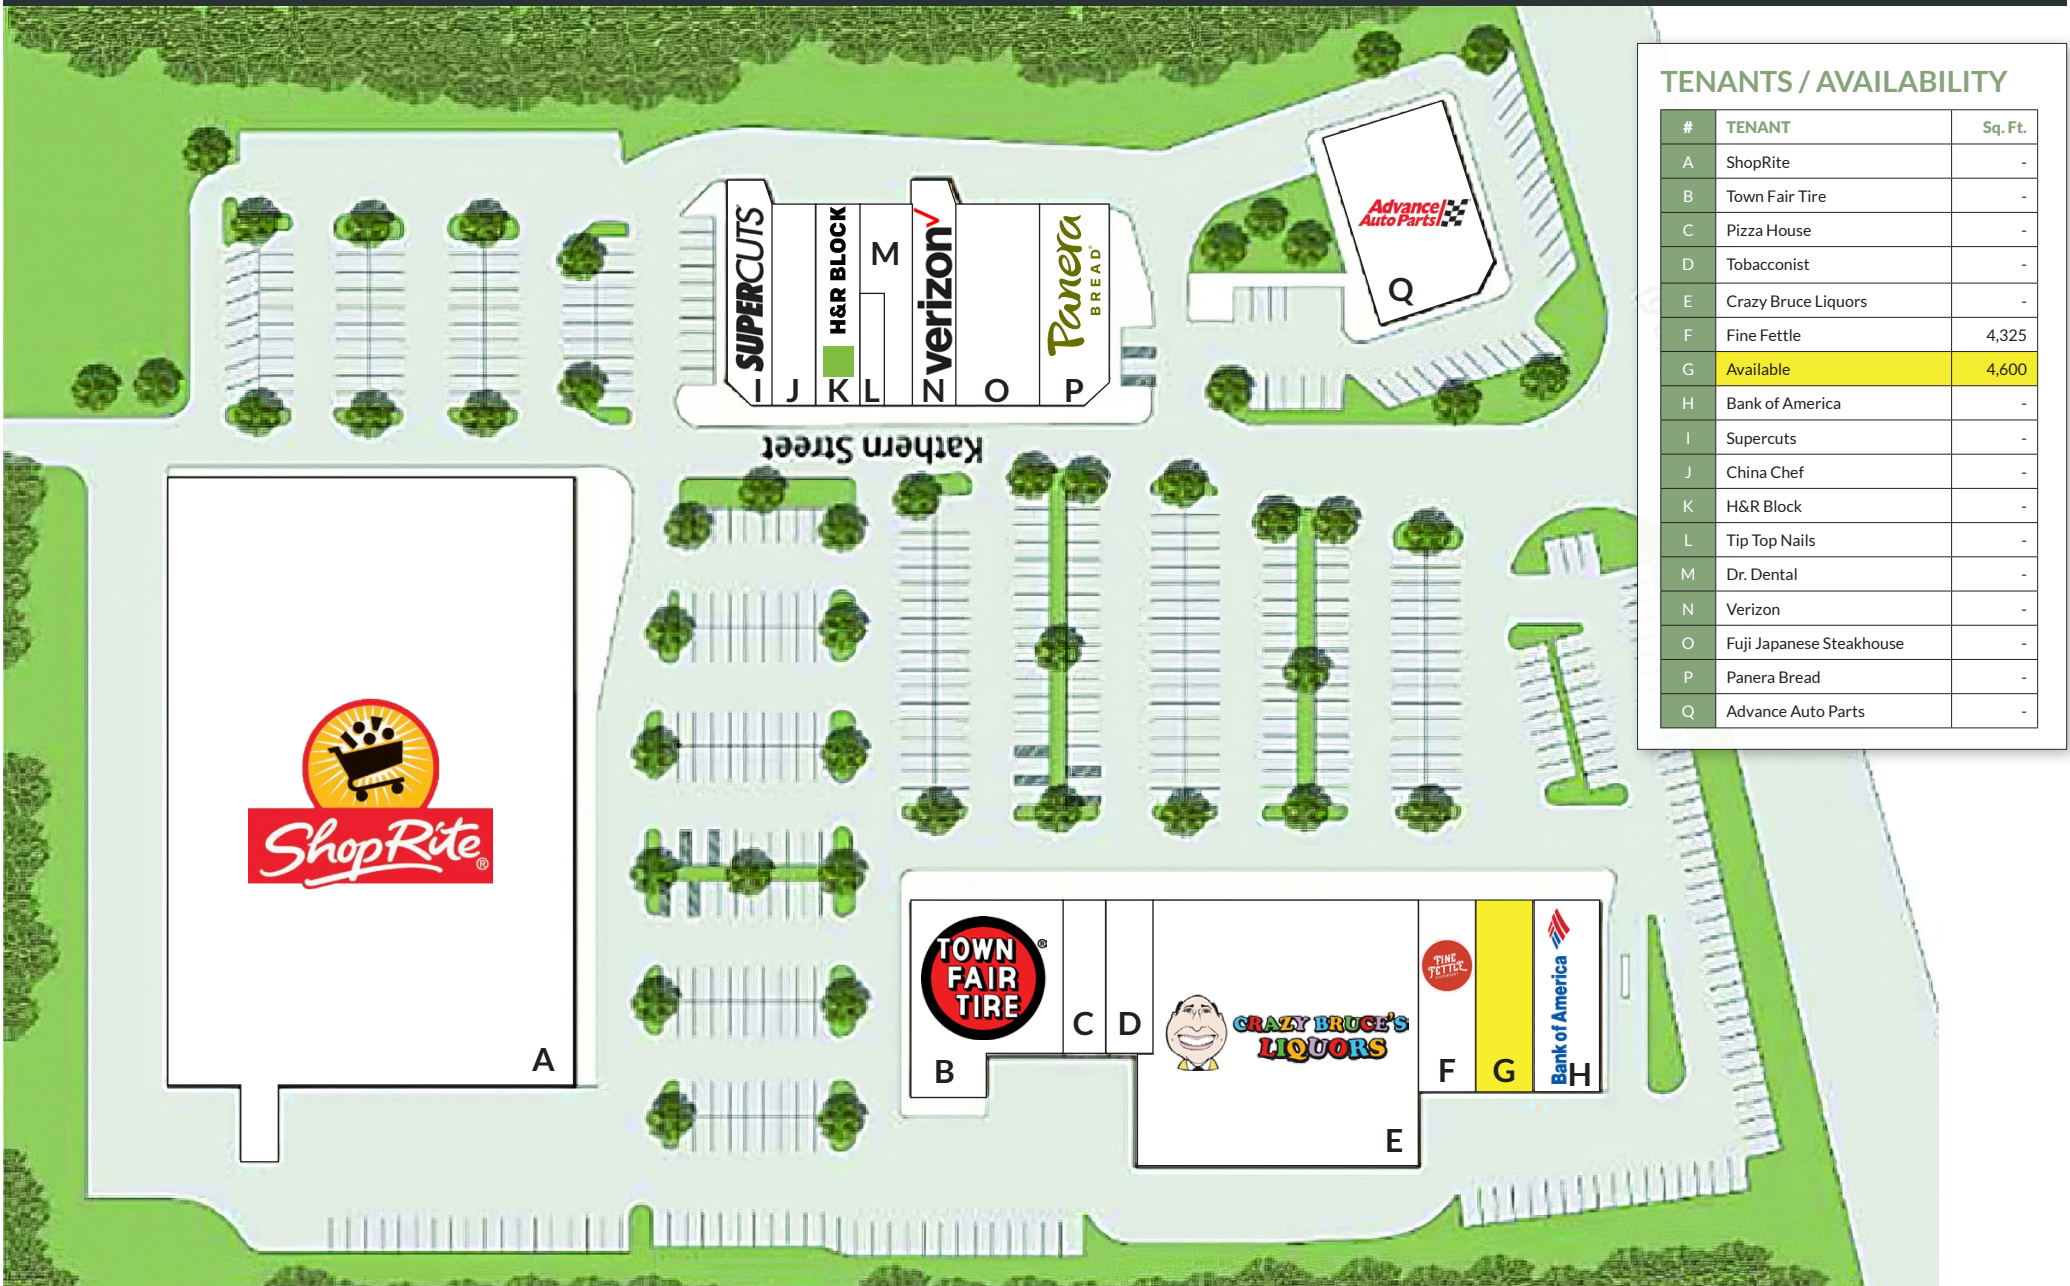 TENANTS / AVAILABILITY
# TENANT Sq. Ft.
A ShopRite -
B Town Fair Tire -
C Pizza House -
D Tobacconist -
E Crazy Bruce Liquors -
F Fine Fettle 4,325
G Available 4,600
H Bank of America -
I Supercuts -
J China Chef -
K H&R Block -
L Tip Top Nails -
M Dr. Dental -
N Verizon -
O Fuji Japanese Steakhouse -
P Panera Bread -
Q Advance Auto Parts -
SUPERCUTS
H&R BLOCK
M
verizon
Panera
BREAD®
I J K L N O P
Advance
Auto Parts
Q
Kathern Street
ShopRite®
A
TOWN
FAIR
TIRE
®
B
C
D
CRAZY BRUCE'S
LIQUORS
E
FINE
FETTLE
F
G
Bank of America
H